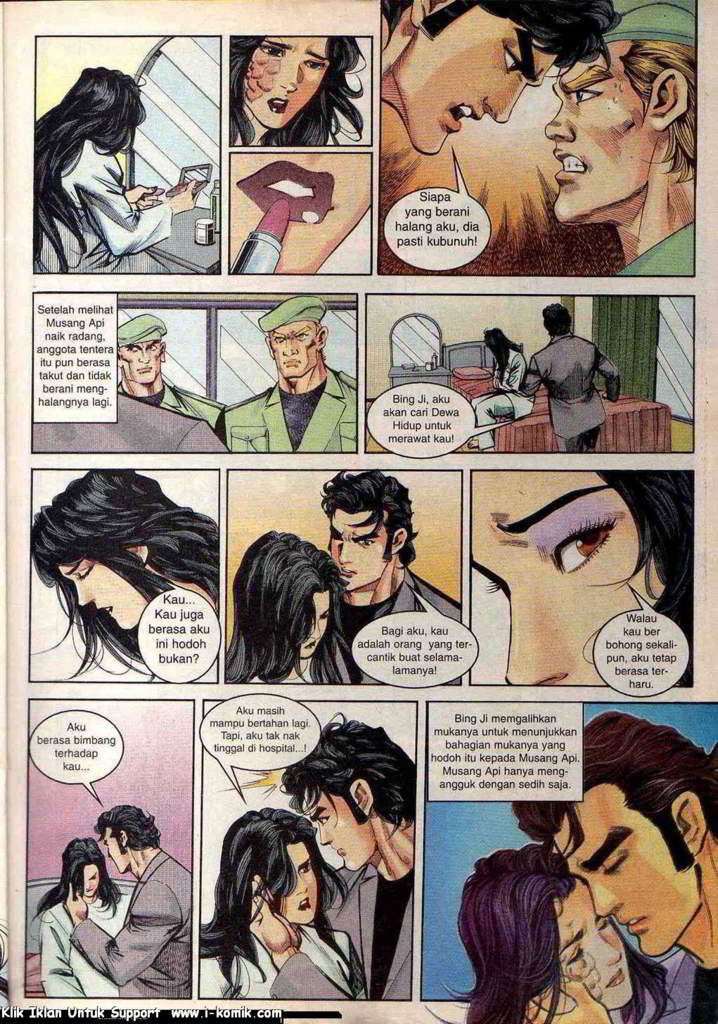 Siapa
yang berani
halang aku, dia
pasti kubunuh!
Setelah melihat
Musang Api
naik radang,
anggota tentera
itu pun berasa
takut dan tidak
berani meng-
halangnya lagi.
Bing Ji, aku
akan cari Dewa
Hidup untuk
merawat kau!
Kau...
Kau juga
berasa aku
ini hodoh
bukan?
Bagi aku, kau
adalah orang yang ter-
cantik buat selama-
lamanya!
Walau
kau ber
bohong sekali-
pun, aku tetap
berasa ter-
haru.
Aku
berasa bimbang
terhadap
kau...
Aku masih
mampu bertahan lagi.
Tapi, aku tak nak
tinggal di hospital...!
Bing Ji memgalihkan
mukanya untuk menunjukkan
bahagian mukanya yang
hodoh itu kepada Musang Api.
Musang Api hanya meng-
angguk dengan sedih saja.
Klik Iklan Untuk Support www.i-komik.com